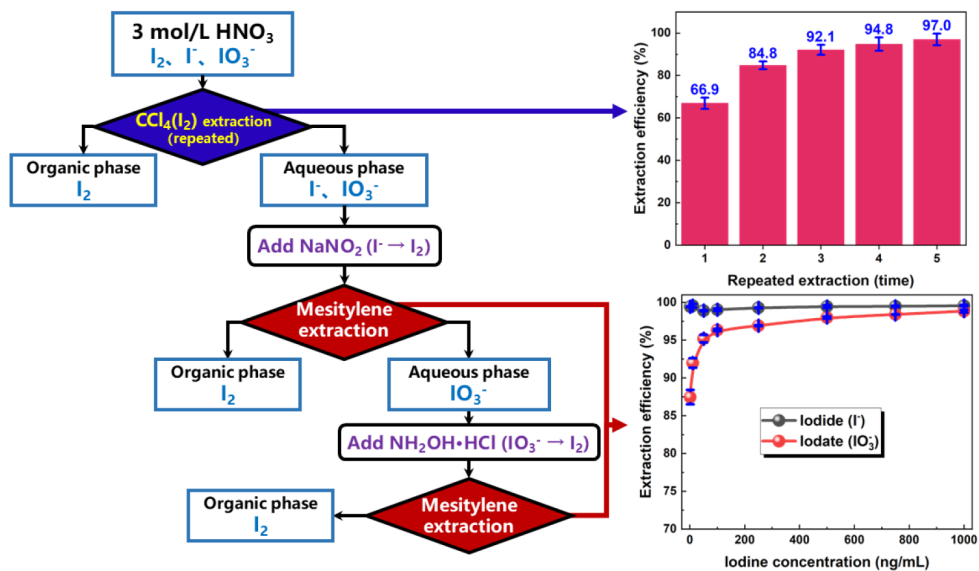 3 mol/L HNO₃
I₂、I⁻、IO₃⁻
CCl₄(I₂) extraction
(repeated)
Organic phase
I₂
Aqueous phase
I⁻、IO₃⁻
Add NaNO₂ (I⁻ → I₂)
Mesitylene
extraction
Organic phase
I₂
Aqueous phase
IO₃⁻
Add NH₂OH•HCl (IO₃⁻ → I₂)
Mesitylene
extraction
Organic phase
I₂
Extraction efficiency (%)
100
80
60
40
20
0
66.9
84.8
92.1
94.8
97.0
1 2 3 4 5
Repeated extraction (time)
Extraction efficiency (%)
100
95
90
85
80
75
70
Iodide (I⁻)
Iodate (IO₃⁻)
0 200 400 600 800 1000
Iodine concentration (ng/mL)